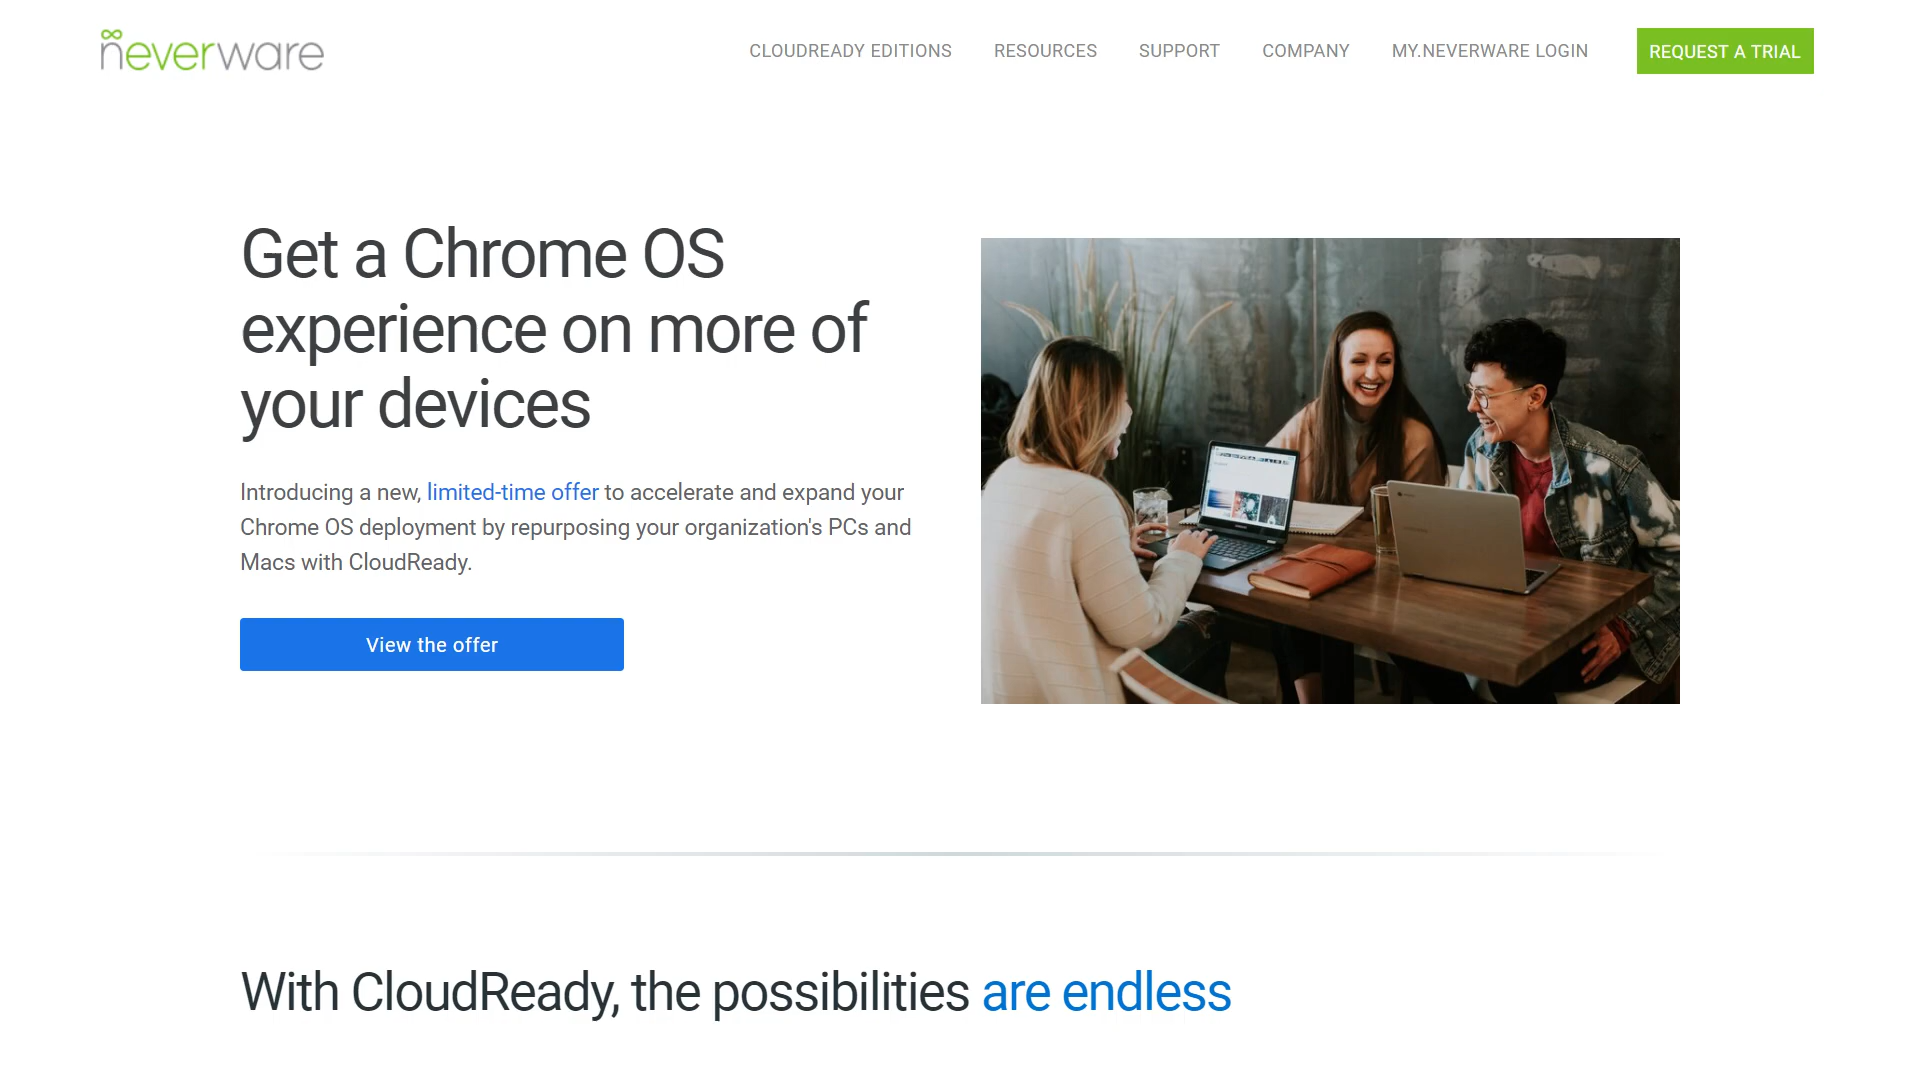 neverware
CLOUDREADY EDITIONS
RESOURCES
SUPPORT
COMPANY
MY.NEVERWARE LOGIN
REQUEST A TRIAL
Get a Chrome OS
experience on more of
your devices
Introducing a new, limited-time offer to accelerate and expand your
Chrome OS deployment by repurposing your organization's PCs and
Macs with CloudReady.
View the offer
With CloudReady, the possibilities are endless